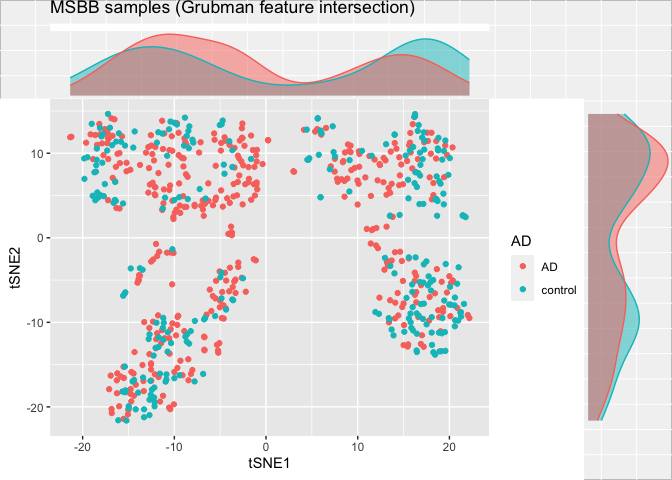 MSBB samples (Grubman feature intersection)
10
0
-10
-20
tSNE2
-20
-10
0
10
20
tSNE1
AD
AD
control